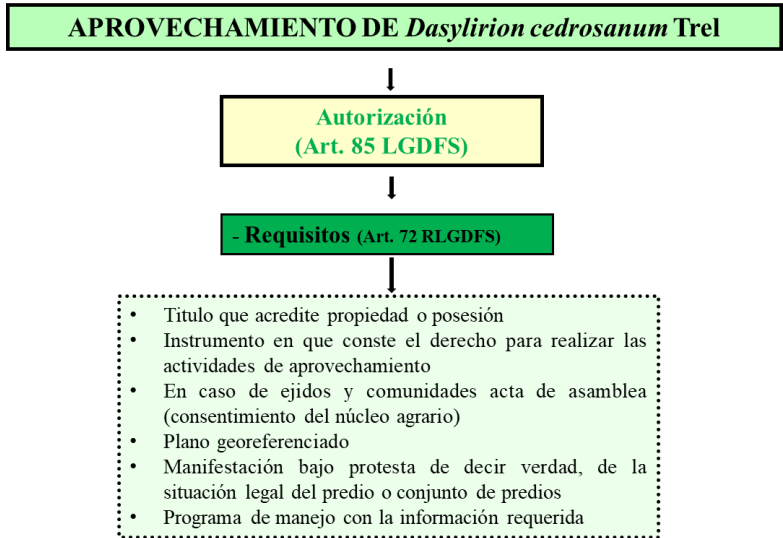 APROVECHAMIENTO DE Dasylirion cedrosanum Trel
Autorización
(Art. 85 LGDFS)
- Requisitos (Art. 72 RLGDFS)
• Titulo que acredite propiedad o posesión
• Instrumento en que conste el derecho para realizar las
actividades de aprovechamiento
• En caso de ejidos y comunidades acta de asamblea
(consentimiento del núcleo agrario)
• Plano georeferenciado
• Manifestación bajo protesta de decir verdad, de la
situación legal del predio o conjunto de predios
• Programa de manejo con la información requerida